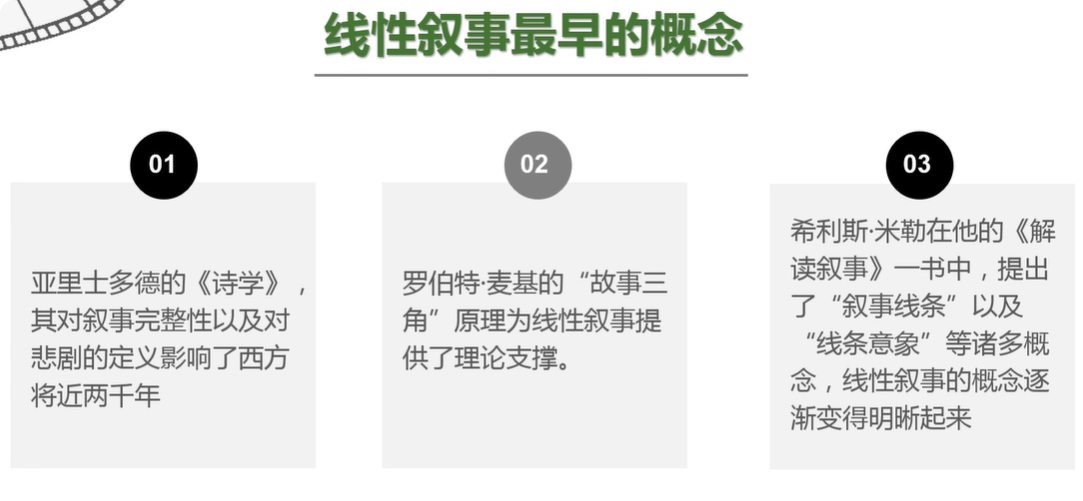 线性叙事最早的概念
01
亚里士多德的《诗学》，
其对叙事完整性以及对
悲剧的定义影响了西方
将近两千年
02
罗伯特·麦基的“故事三
角”原理为线性叙事提
供了理论支撑。
03
希利斯·米勒在他的《解
读叙事》一书中，提出
了“叙事线条”以及
“线条意象”等诸多概
念，线性叙事的概念逐
渐变得明晰起来